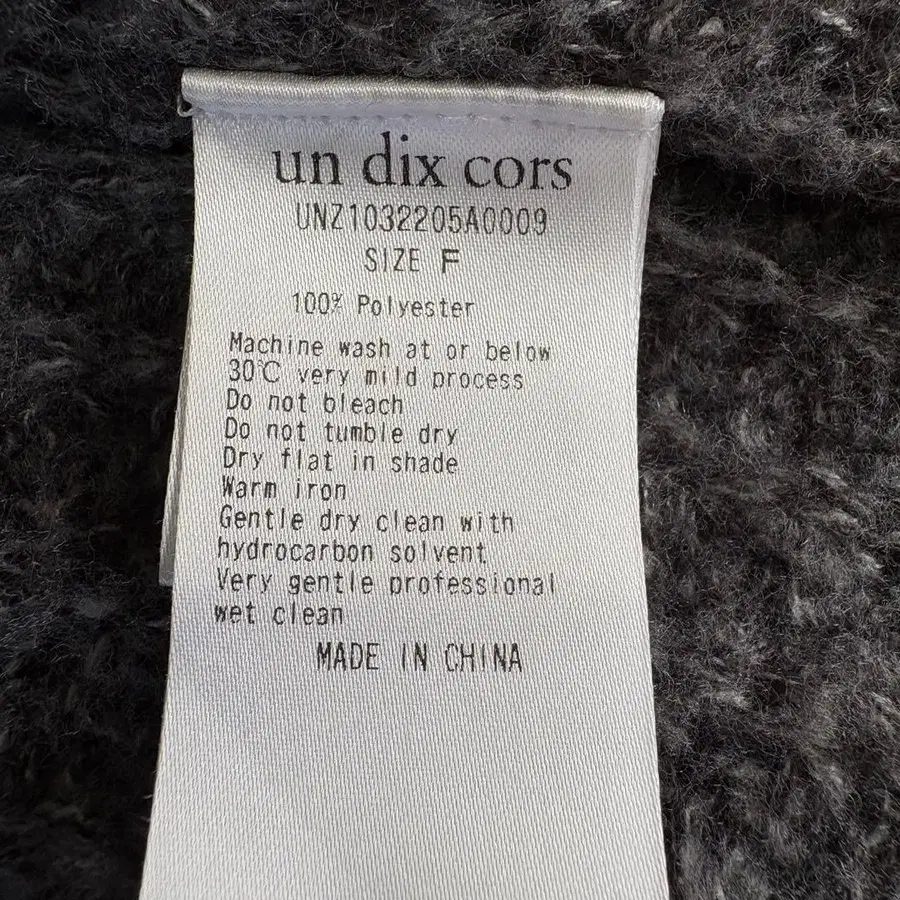 un dix cors
UNZ1032205A0009
SIZE F
100% Polyester
Machine wash at or below
30℃ very mild process
Do not bleach
Do not tumble dry
Dry flat in shade
Warm iron
Gentle dry clean with
hydrocarbon solvent
Very gentle professional
wet clean
MADE IN CHINA